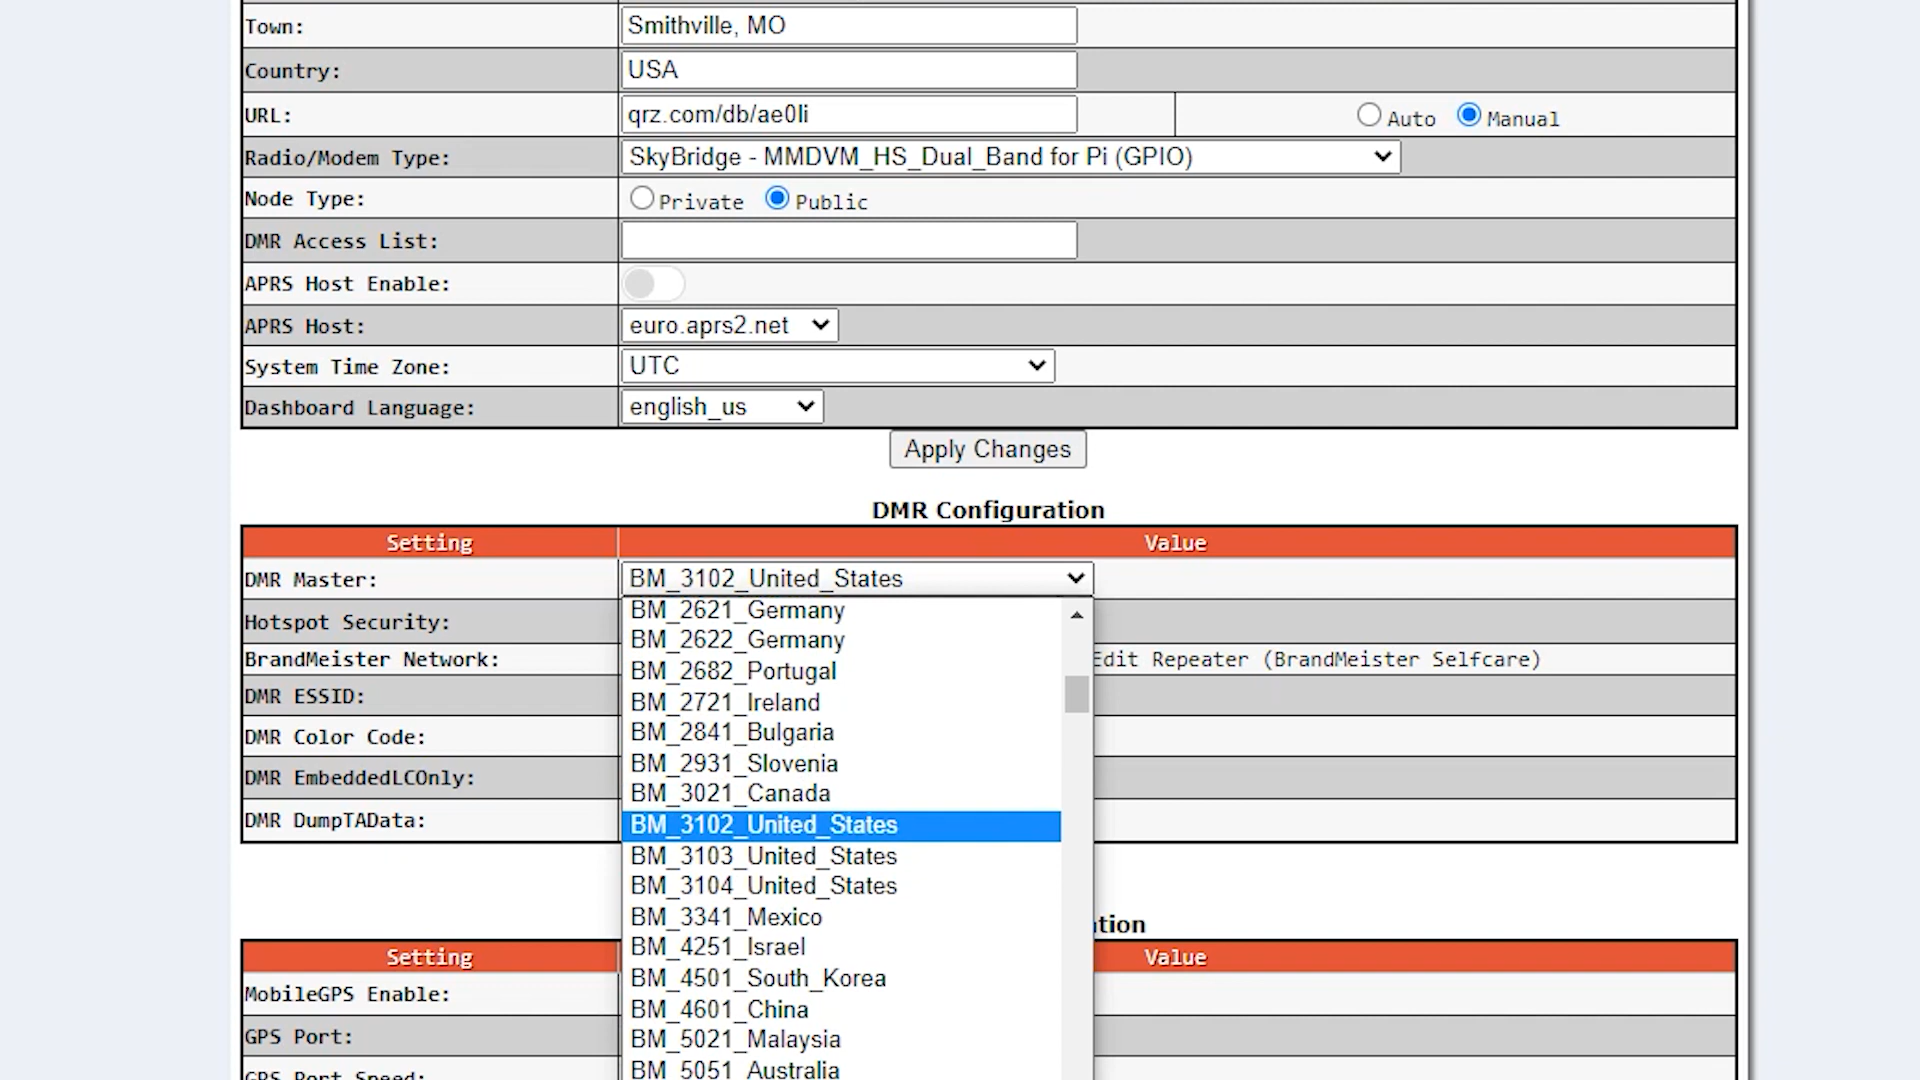 Town: Smithville, MO
Country: USA
URL: qrz.com/db/ae0li Auto Manual
Radio/Modem Type: SkyBridge - MMDVM_HS_Dual_Band for Pi (GPIO)
Node Type: Private Public
DMR Access List:
APRS Host Enable:
APRS Host: euro.aprs2.net
System Time Zone: UTC
Dashboard Language: english_us
Apply Changes
DMR Configuration
Setting Value
DMR Master: BM_3102_United_States
BM_2621_Germany
Hotspot Security:
BM_2622_Germany
BrandMeister Network: Edit Repeater (BrandMeister Selfcare)
BM_2682_Portugal
DMR ESSID:
BM_2721_Ireland
DMR Color Code:
BM_2841_Bulgaria
BM_2931_Slovenia
DMR EmbeddedLCOnly:
BM_3021_Canada
DMR DumpTAData:
BM_3102_United_States
BM_3103_United_States
BM_3104_United_States
BM_3341_Mexico
BM_4251_Israel
Setting Value
BM_4501_South_Korea
MobileGPS Enable:
BM_4601_China
GPS Port:
BM_5021_Malaysia
BM_5051_Australia
GPS Port Speed: